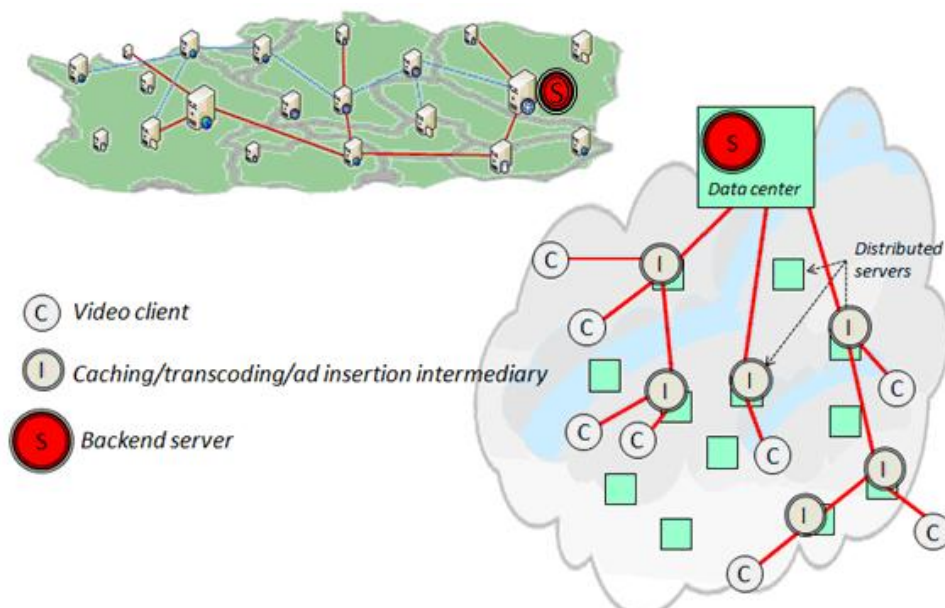 S
S
Data center
Distributed
servers
C
I
C
I
C
Video client
I
Caching/transcoding/ad insertion intermediary
I
I
C
C
C
C
S
Backend server
I
I
C
C